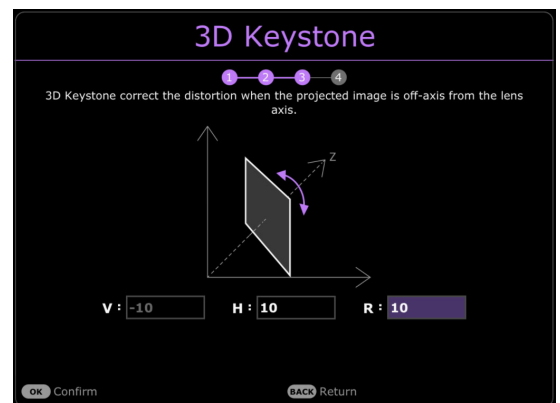 3D Keystone
1 2 3 4
3D Keystone correct the distortion when the projected image is off-axis from the lens
axis.
Z
V : -10 H : 10 R : 10
OK Confirm BACK Return